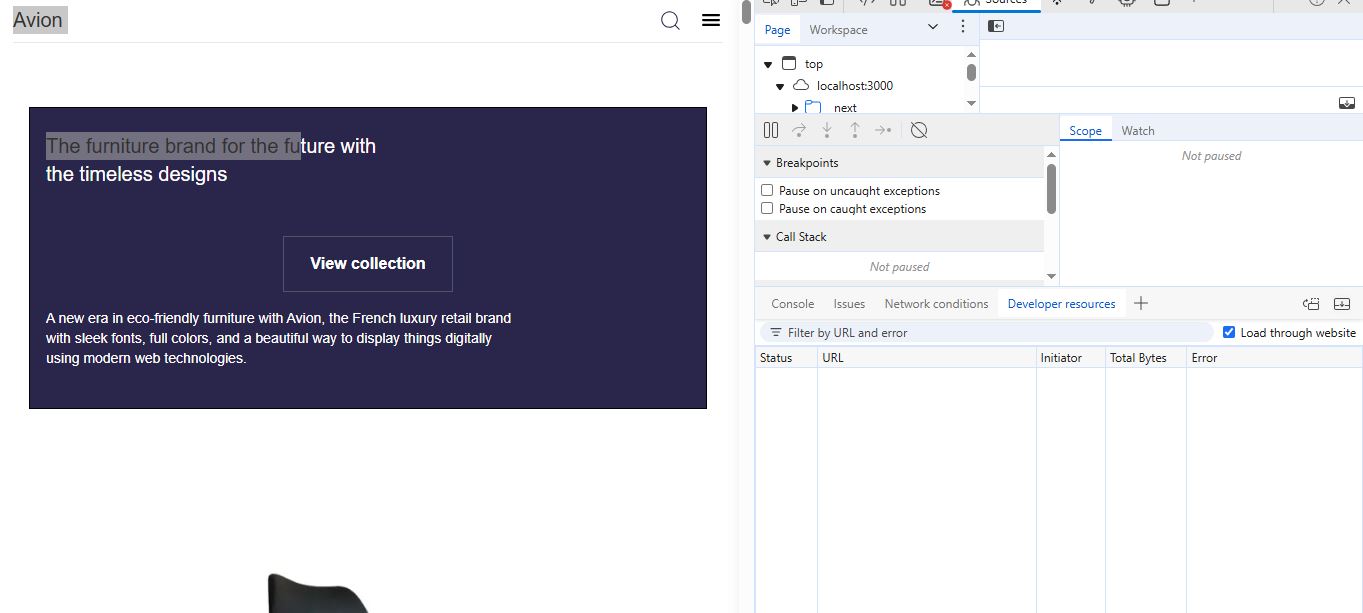 Avion
The furniture brand for the future with
the timeless designs
View collection
A new era in eco-friendly furniture with Avion, the French luxury retail brand
with sleek fonts, full colors, and a beautiful way to display things digitally
using modern web technologies.
Sources
Page Workspace
top
localhost:3000
next
Scope Watch
Not paused
Breakpoints
Pause on uncaught exceptions
Pause on caught exceptions
Call Stack
Not paused
Console Issues Network conditions Developer resources
Filter by URL and error Load through website
Status URL Initiator Total Bytes Error